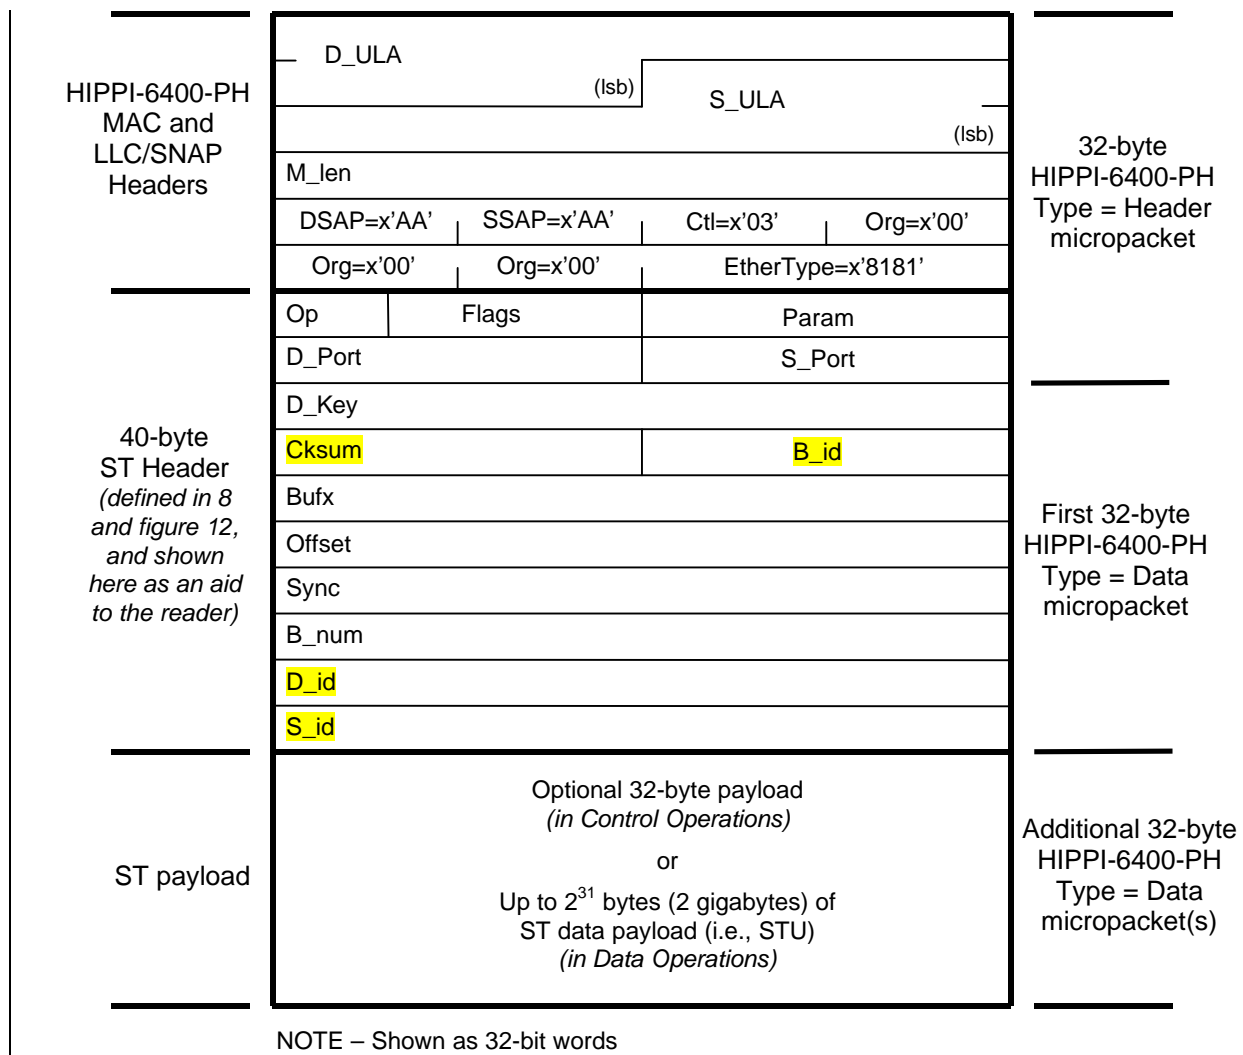 HIPPI-6400-PH
MAC and
LLC/SNAP
Headers
D_ULA
(lsb)
S_ULA
(lsb)
M_len
DSAP=x’AA’ SSAP=x’AA’ Ctl=x’03’ Org=x’00’
Org=x’00’ Org=x’00’ EtherType=x’8181’
32-byte
HIPPI-6400-PH
Type = Header
micropacket
40-byte
ST Header
(defined in 8
and figure 12,
and shown
here as an aid
to the reader)
Op Flags Param
D_Port S_Port
D_Key
Cksum B_id
Bufx
Offset
Sync
B_num
D_id
S_id
First 32-byte
HIPPI-6400-PH
Type = Data
micropacket
ST payload
Optional 32-byte payload
(in Control Operations)
or
Up to 2³¹ bytes (2 gigabytes) of
ST data payload (i.e., STU)
(in Data Operations)
Additional 32-byte
HIPPI-6400-PH
Type = Data
micropacket(s)
NOTE – Shown as 32-bit words